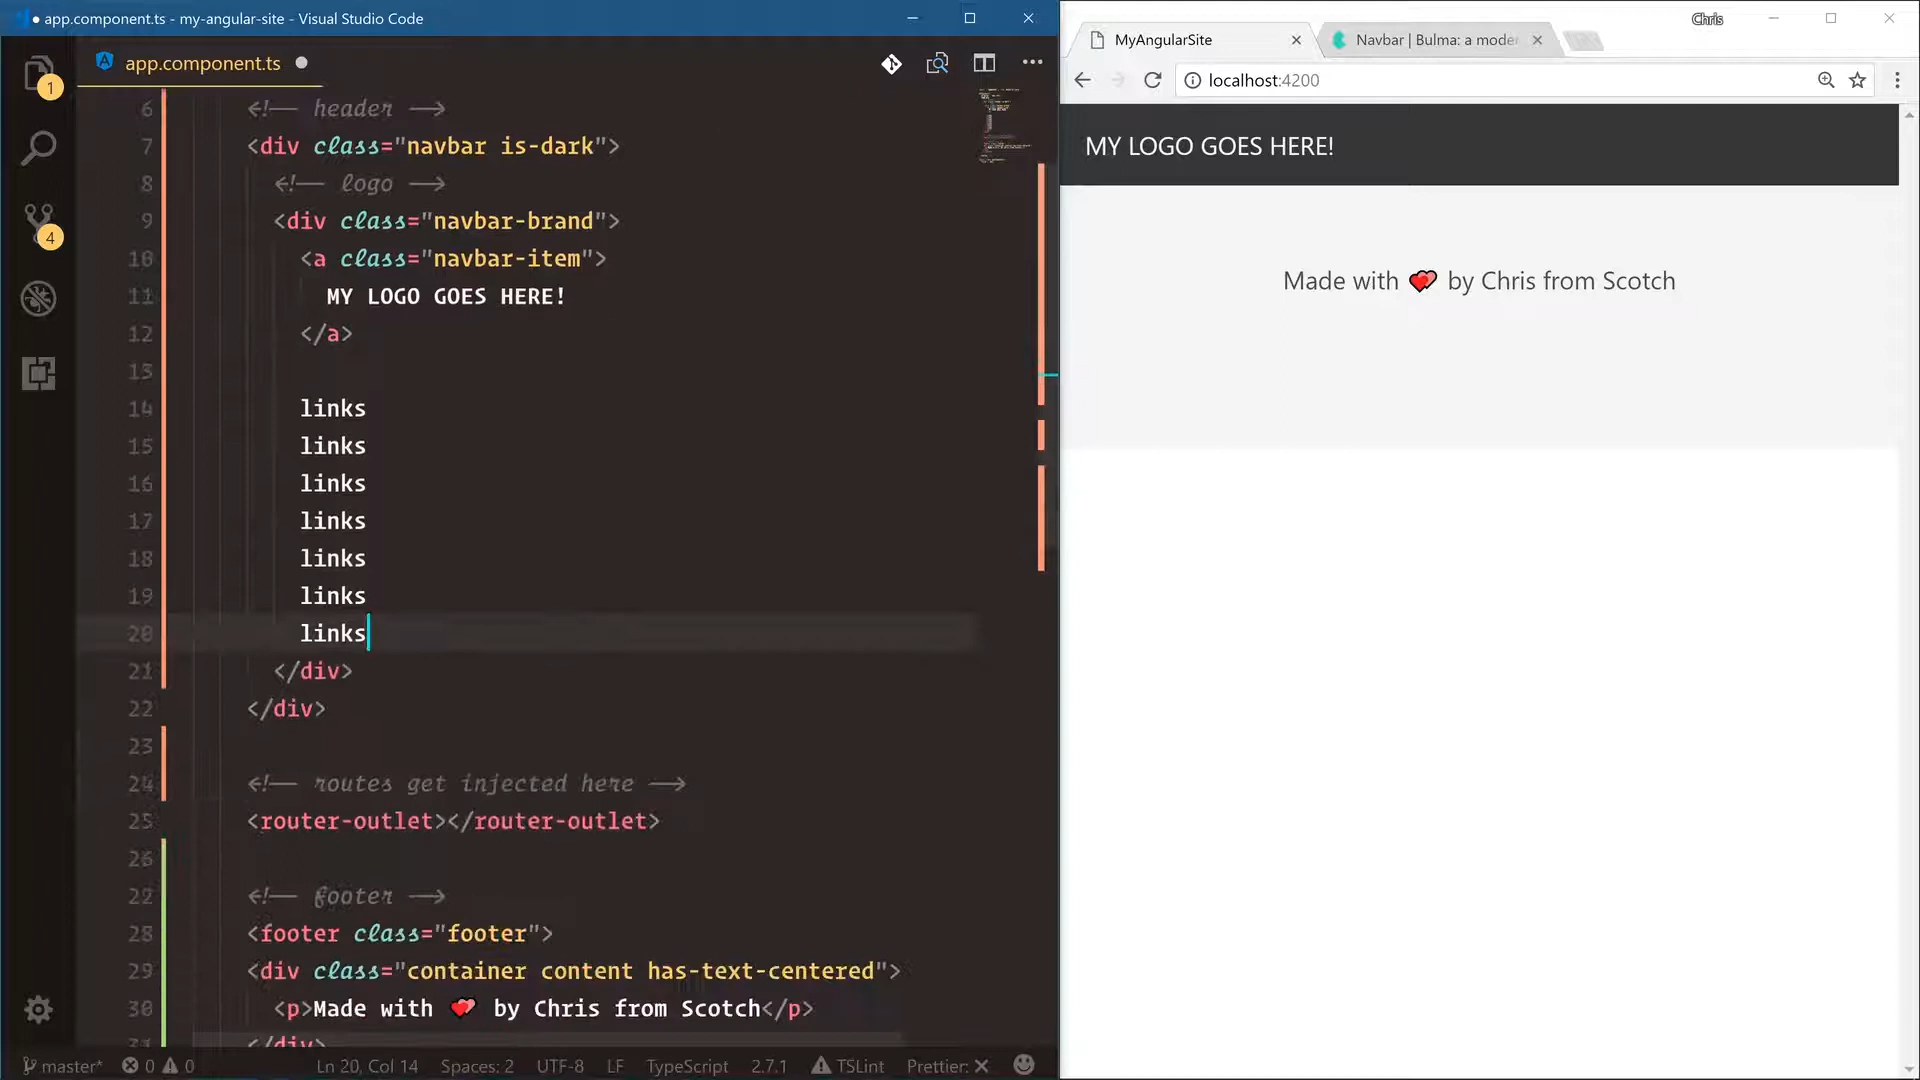 app.component.ts - my-angular-site - Visual Studio Code
app.component.ts
1
4
6 <!-- header -->
7 <div class="navbar is-dark">
8 <!-- logo -->
9 <div class="navbar-brand">
10 <a class="navbar-item">
11 MY LOGO GOES HERE!
12 </a>
13
14 links
15 links
16 links
17 links
18 links
19 links
20 links
21 </div>
22 </div>
23
24 <!-- routes get injected here -->
25 <router-outlet></router-outlet>
26
27 <!-- footer -->
28 <footer class="footer">
29 <div class="container content has-text-centered">
30 <p>Made with 💕 by Chris from Scotch</p>
31 </div>
master* 0 0 Ln 20, Col 14 Spaces: 2 UTF-8 LF TypeScript 2.7.1 TSLint Prettier: ✕
Chris
MyAngularSite
Navbar | Bulma: a moder
localhost:4200
MY LOGO GOES HERE!
Made with 💕 by Chris from Scotch